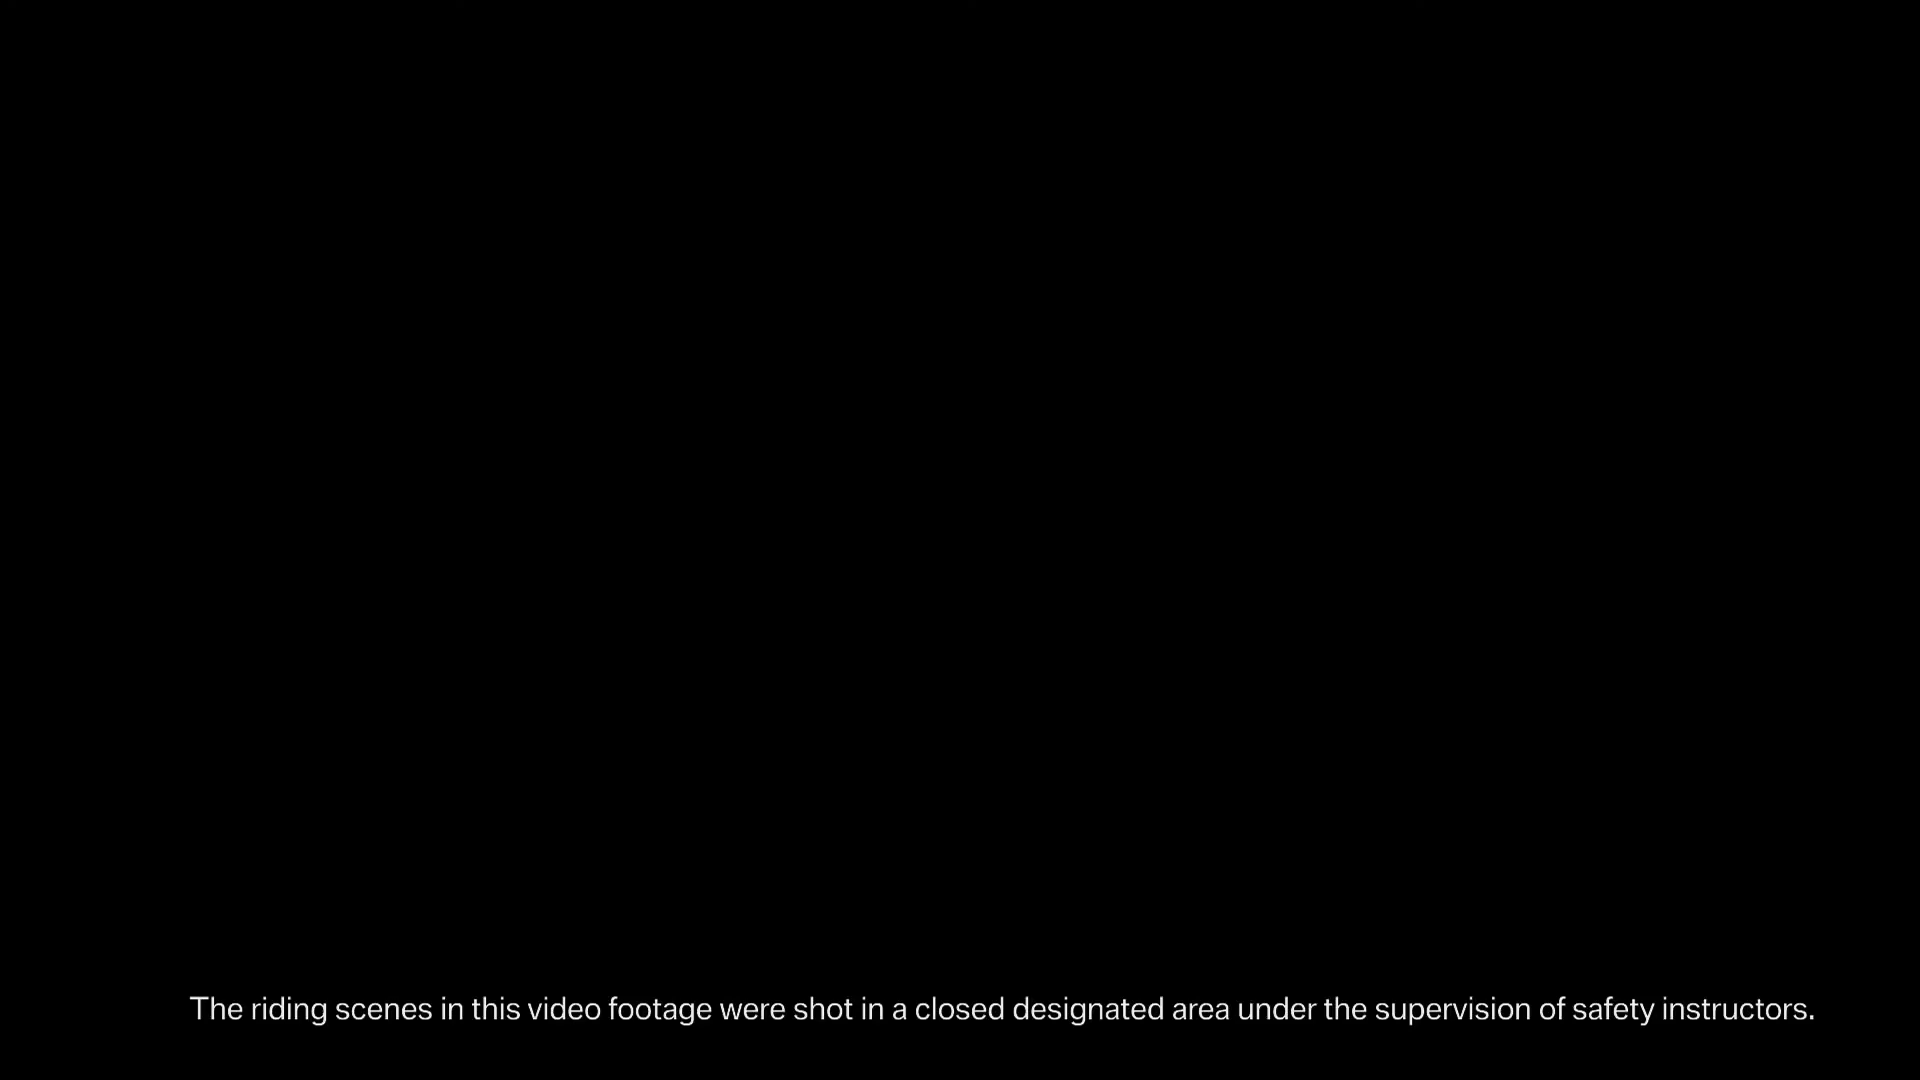 The riding scenes in this video footage were shot in a closed designated area under the supervision of safety instructors.